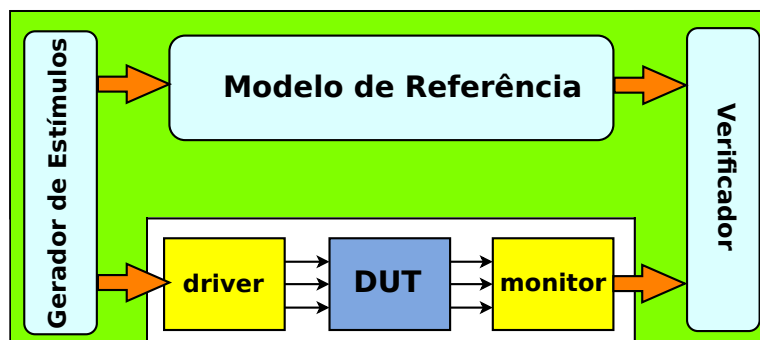 Gerador de Estímulos
Modelo de Referência
Verificador
driver
DUT
monitor